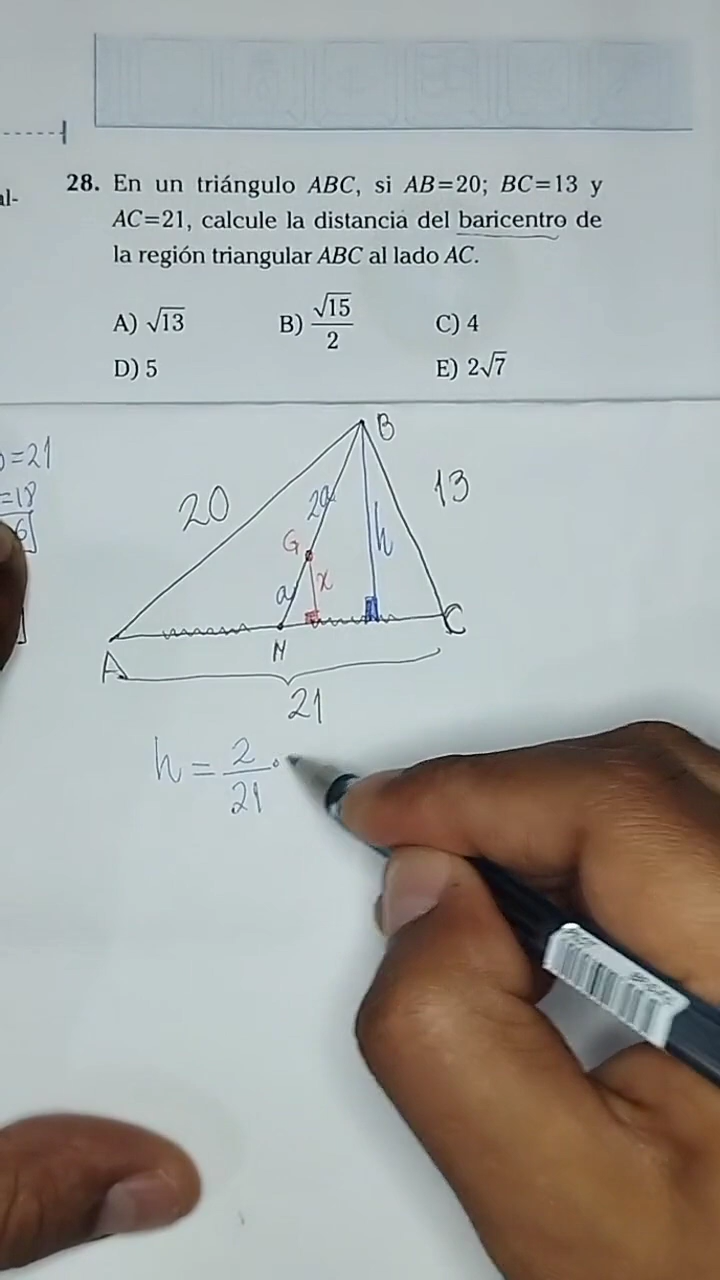 al-
28. En un triángulo ABC, si AB=20; BC=13 y
AC=21, calcule la distancia del baricentro de
la región triangular ABC al lado AC.
A) √13 B) √15/2 C) 4
D) 5 E) 2√7
=21
=18
6
B
20
2a
13
G
h
a
x
A
M
C
21
h = 2/21 ·